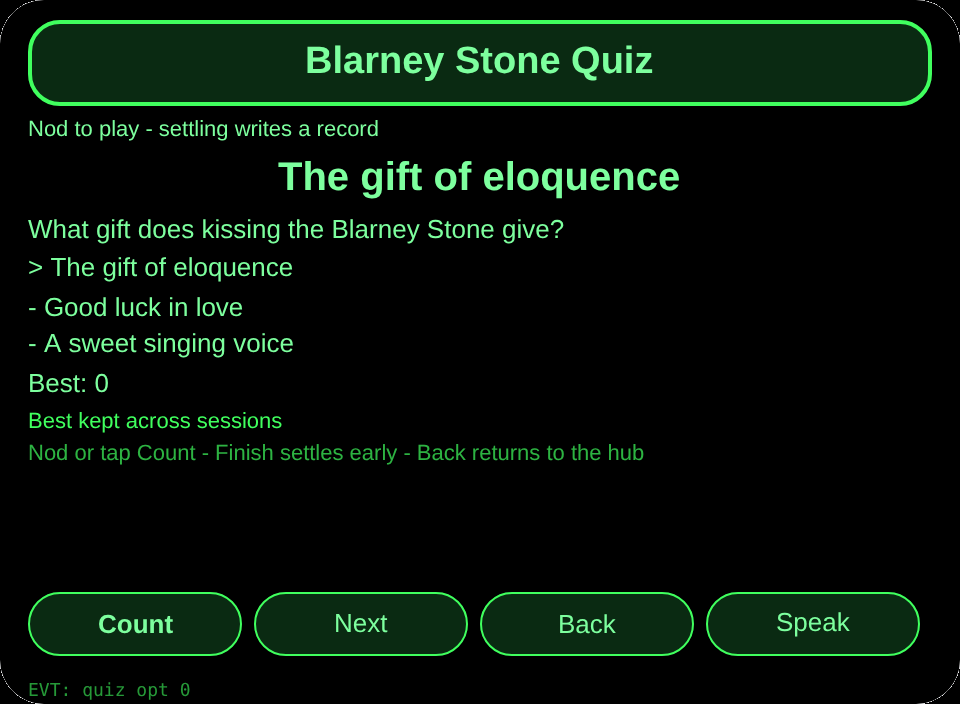 Blarney Stone Quiz
Nod to play - settling writes a record
The gift of eloquence
What gift does kissing the Blarney Stone give?
> The gift of eloquence
- Good luck in love
- A sweet singing voice
Best: 0
Best kept across sessions
Nod or tap Count - Finish settles early - Back returns to the hub
Count Next Back Speak
EVT: quiz opt 0